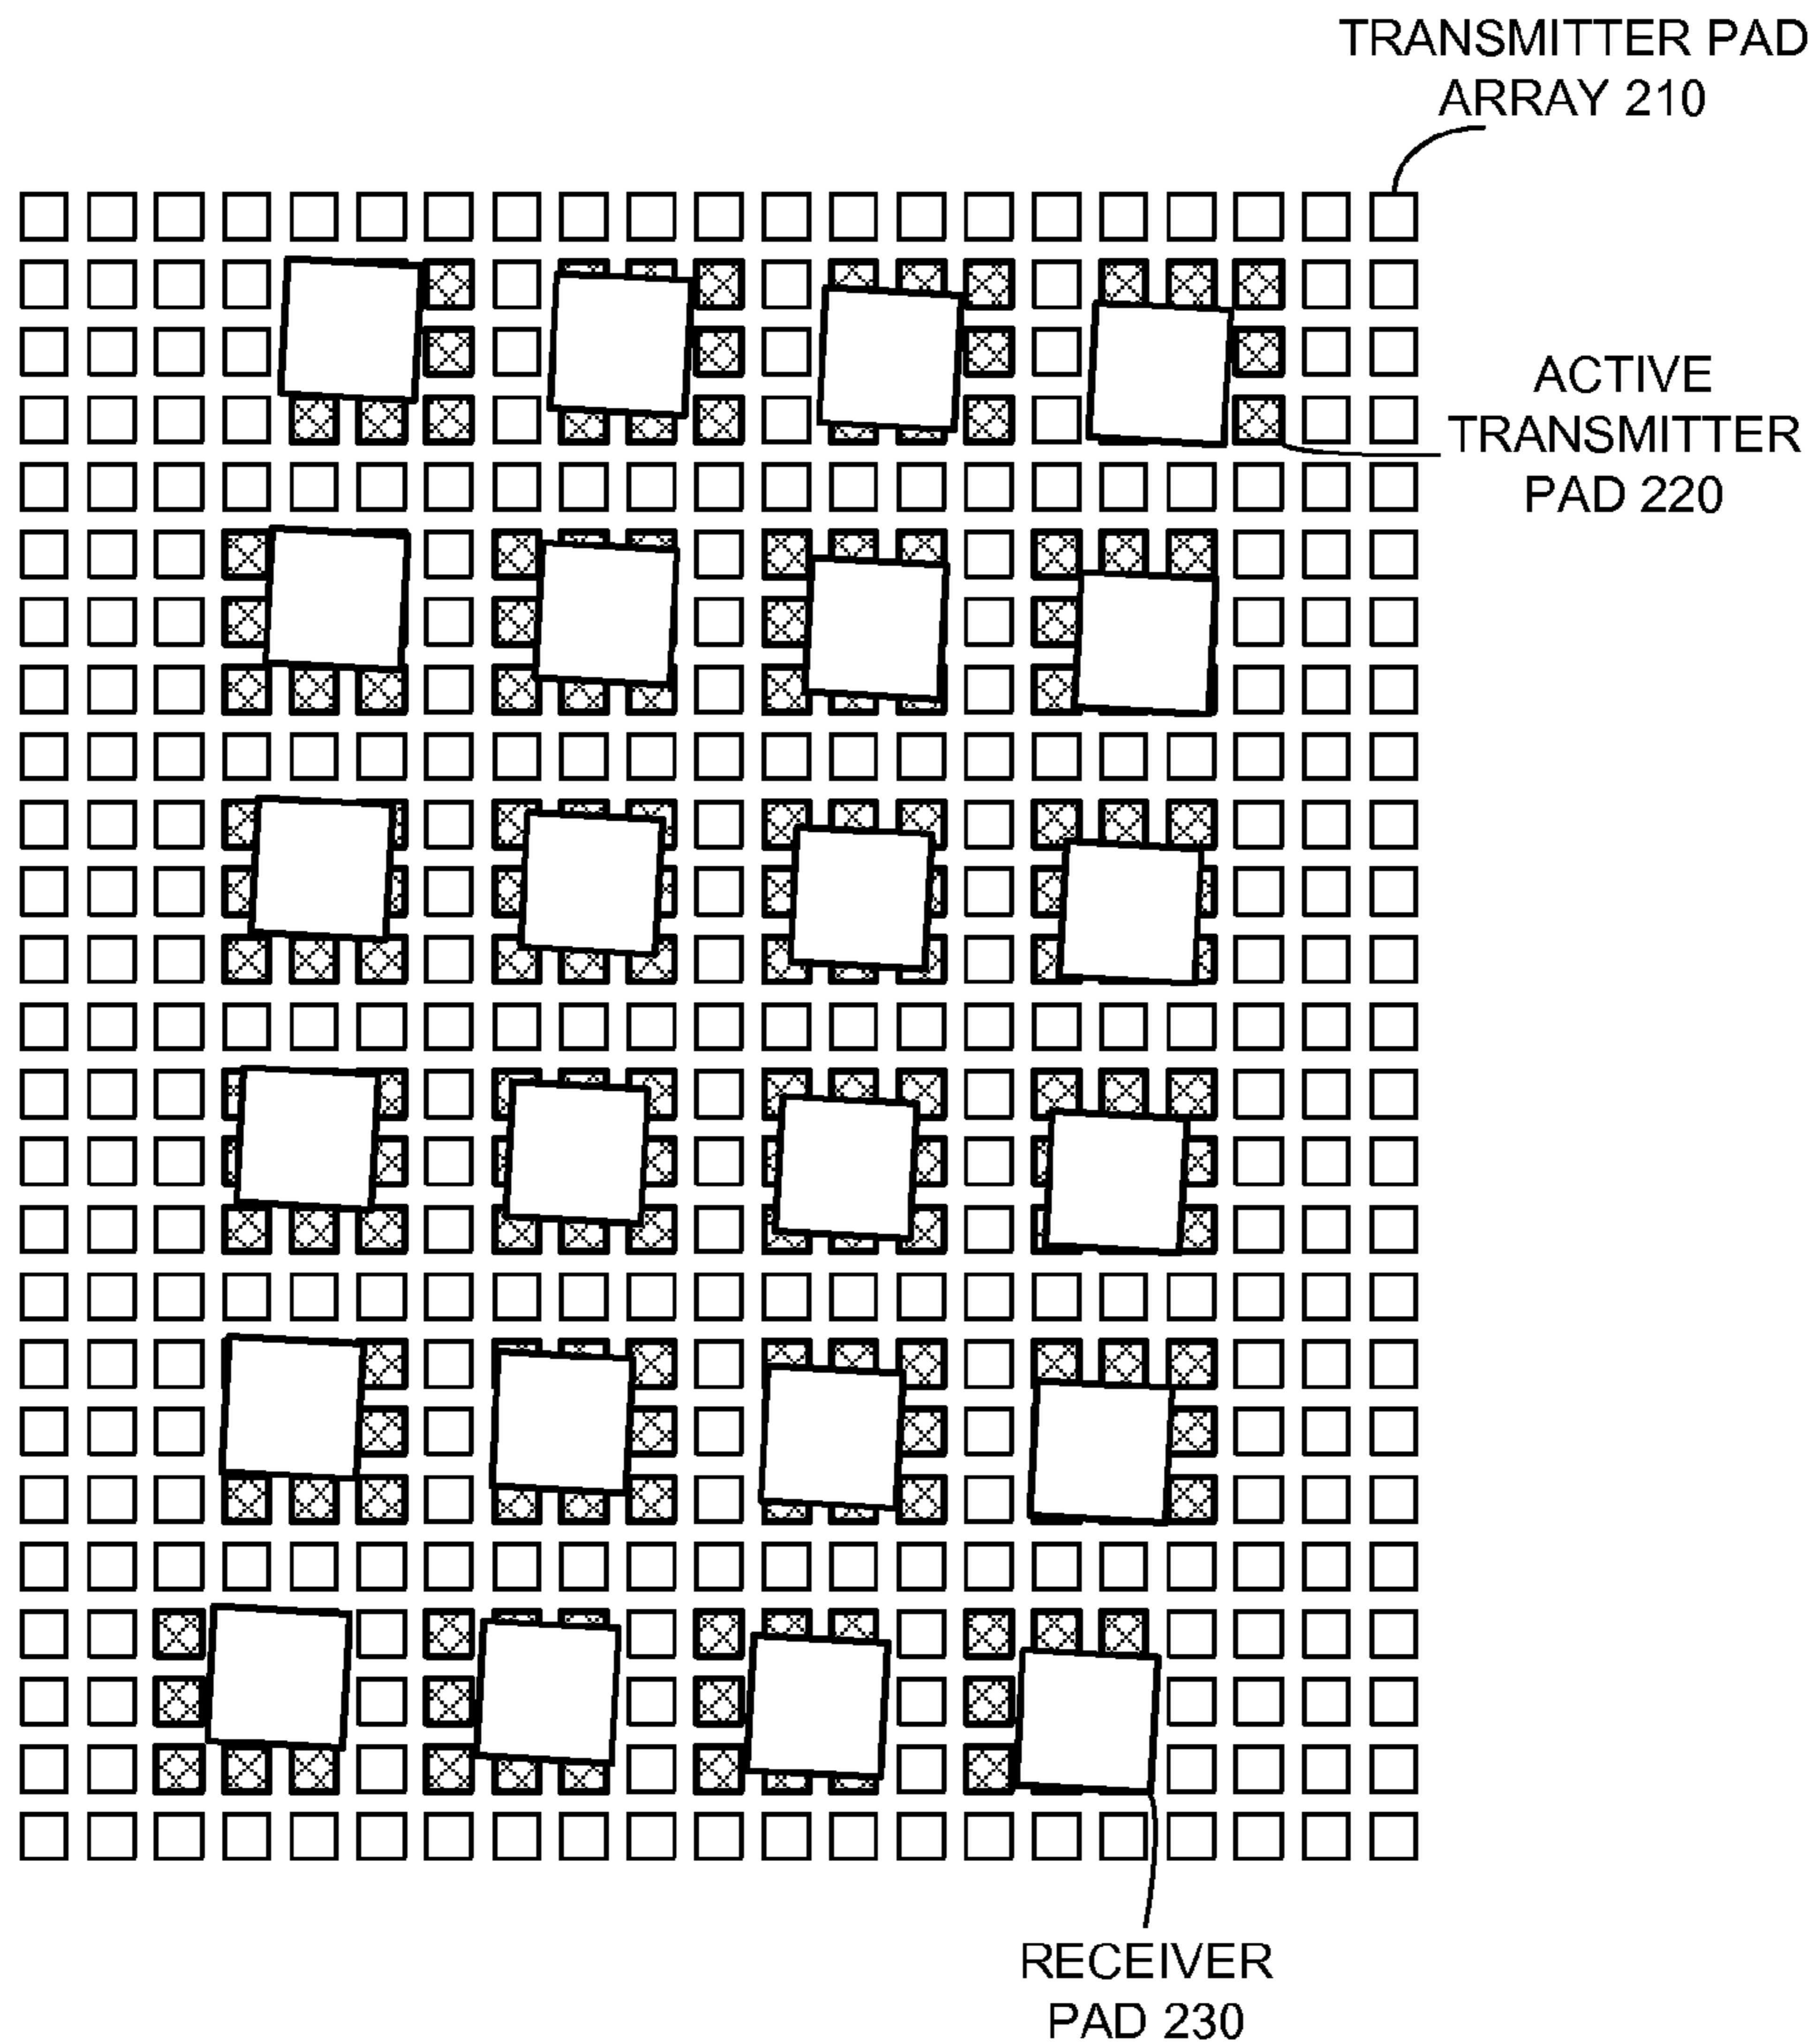 TRANSMITTER PAD
ARRAY 210
ACTIVE
TRANSMITTER
PAD 220
RECEIVER
PAD 230